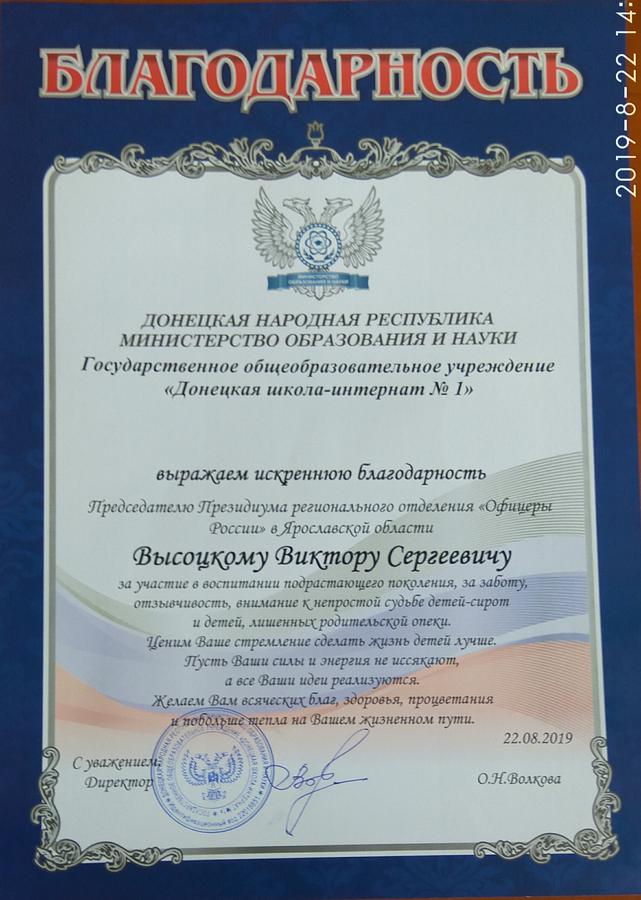 2019-8-22 14:
БЛАГОДАРНОСТЬ
МИНИСТЕРСТВО
ОБРАЗОВАНИЯ И НАУКИ
ДОНЕЦКАЯ НАРОДНАЯ РЕСПУБЛИКА
МИНИСТЕРСТВО ОБРАЗОВАНИЯ И НАУКИ
Государственное общеобразовательное учреждение
«Донецкая школа-интернат № 1»
выражаем искреннюю благодарность
Председателю Президиума регионального отделения «Офицеры
России» в Ярославской области
Высоцкому Виктору Сергеевичу
за участие в воспитании подрастающего поколения, за заботу,
отзывчивость, внимание к непростой судьбе детей-сирот
и детей, лишенных родительской опеки.
Ценим Ваше стремление сделать жизнь детей лучше.
Пусть Ваши силы и энергия не иссякают,
а все Ваши идеи реализуются.
Желаем Вам всяческих благ, здоровья, процветания
и побольше тепла на Вашем жизненном пути.
22.08.2019
С уважением,
Директор
О.Н.Волкова